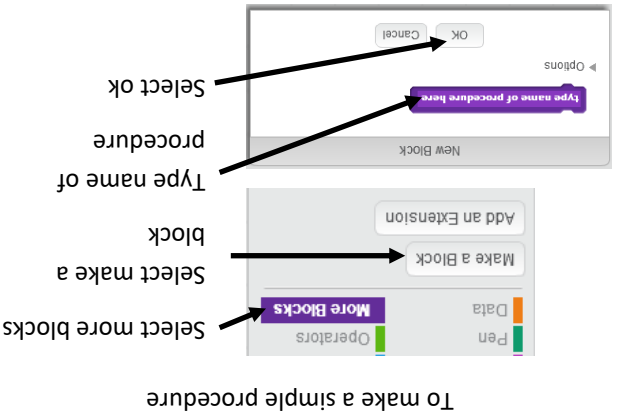 To make a simple procedure
Pen
Operators
Data
More Blocks
Select more blocks
Make a Block
Select make a
block
Add an Extension
New Block
Type name of
procedure
type name of procedure here
Options
Select ok
OK
Cancel